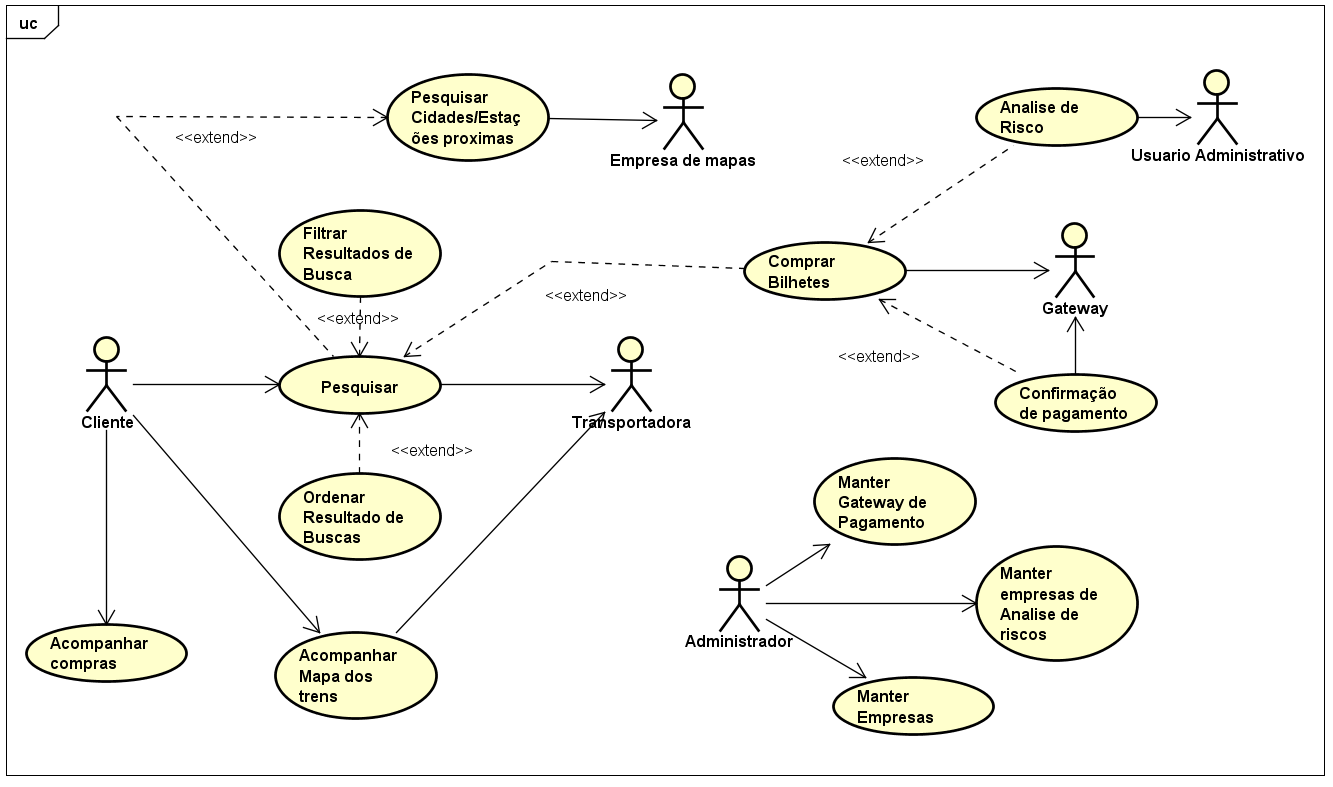 uc
Pesquisar
Cidades/Estaç
ões proximas
<<extend>>
Empresa de mapas
Analise de
Risco
Usuario Administrativo
<<extend>>
Filtrar
Resultados de
Busca
<<extend>>
Comprar
Bilhetes
<<extend>>
Gateway
<<extend>>
Cliente
Pesquisar
Transportadora
Confirmação
de pagamento
<<extend>>
Ordenar
Resultado de
Buscas
Manter
Gateway de
Pagamento
Administrador
Manter
empresas de
Analise de
riscos
Acompanhar
compras
Acompanhar
Mapa dos
trens
Manter
Empresas